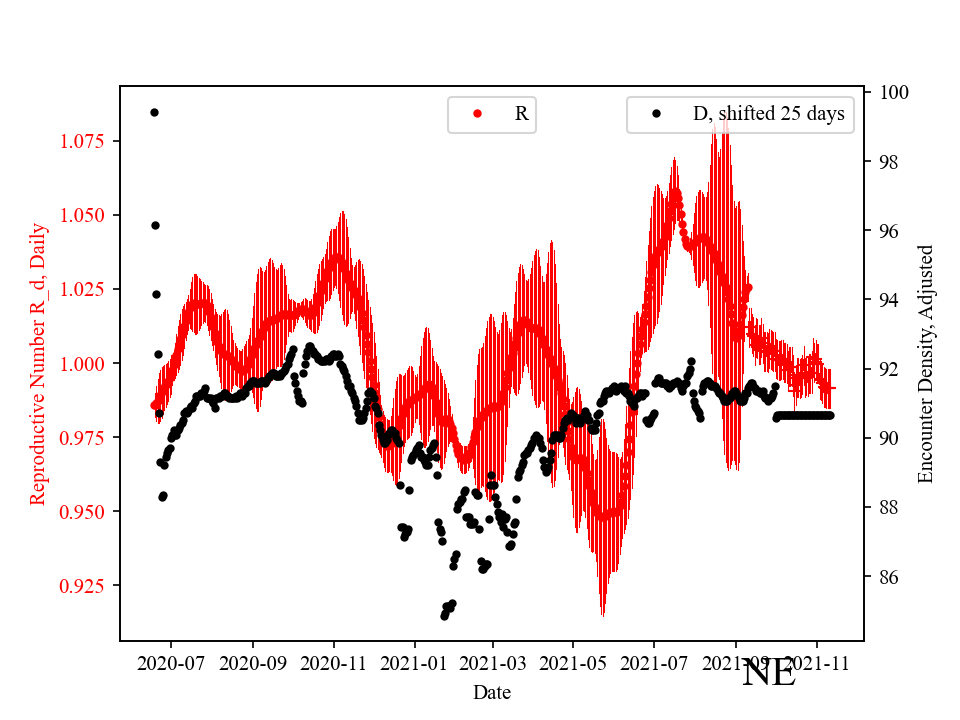 R
D, shifted 25 days
Reproductive Number R_d, Daily
1.075
1.050
1.025
1.000
0.975
0.950
0.925
100
98
96
94
92
90
88
86
Encounter Density, Adjusted
2020-07 2020-09 2020-11 2021-01 2021-03 2021-05 2021-07 2021-09 2021-11
NE
Date